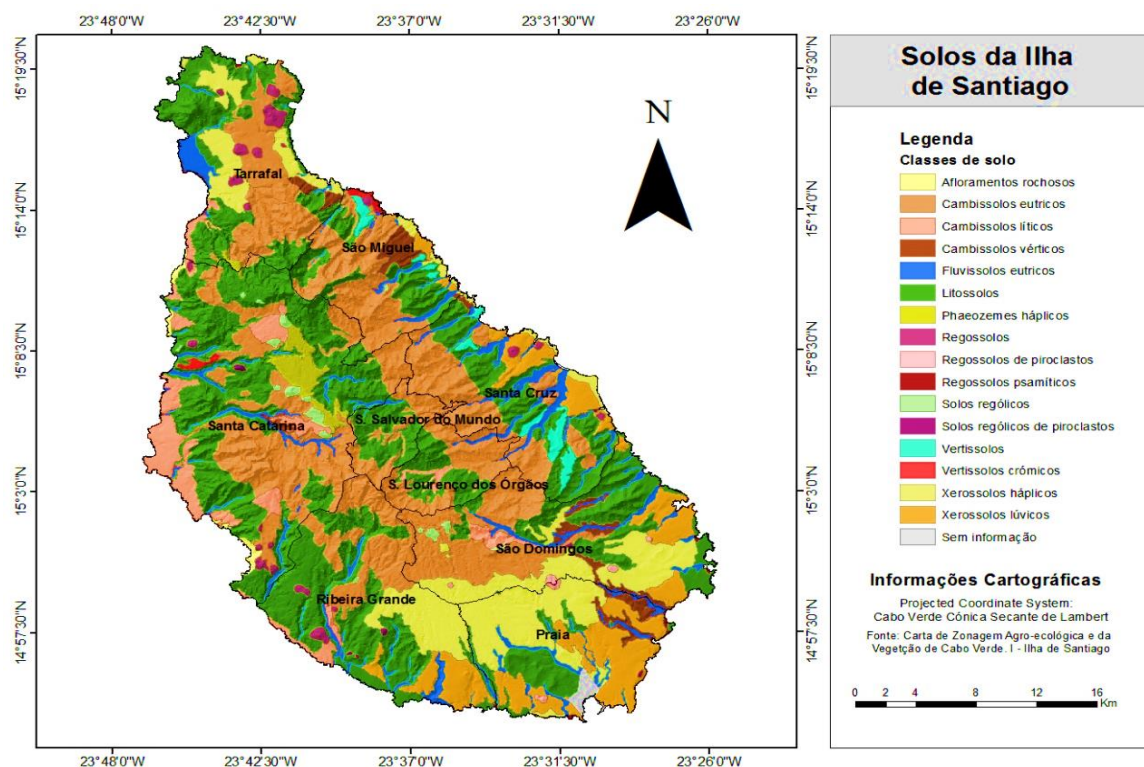 23°48'0"W 23°42'30"W 23°37'0"W 23°31'30"W 23°26'0"W
15°19'30"N
15°14'0"N
15°8'30"N
15°3'0"N
14°57'30"N
15°19'30"N
15°14'0"N
15°8'30"N
15°3'0"N
14°57'30"N
N
Tarrafal
São Miguel
Santa Cruz
S. Salvador do Mundo
Santa Catarina
S. Lourenço dos Órgãos
São Domingos
Ribeira Grande
Praia
23°48'0"W 23°42'30"W 23°37'0"W 23°31'30"W 23°26'0"W
Solos da Ilha
de Santiago
Legenda
Classes de solo
Afloramentos rochosos
Cambissolos eutricos
Cambissolos líticos
Cambissolos vérticos
Fluvissolos eutricos
Litossolos
Phaeozemes háplicos
Regossolos
Regossolos de piroclastos
Regossolos psamíticos
Solos rególicos
Solos rególicos de piroclastos
Vertissolos
Vertissolos crómicos
Xerossolos háplicos
Xerossolos lúvicos
Sem informação
Informações Cartográficas
Projected Coordinate System:
Cabo Verde Cónica Secante de Lambert
Fonte: Carta de Zonagem Agro-ecológica e da
Vegetção de Cabo Verde. I - Ilha de Santiago
0 2 4 8 12 16
Km